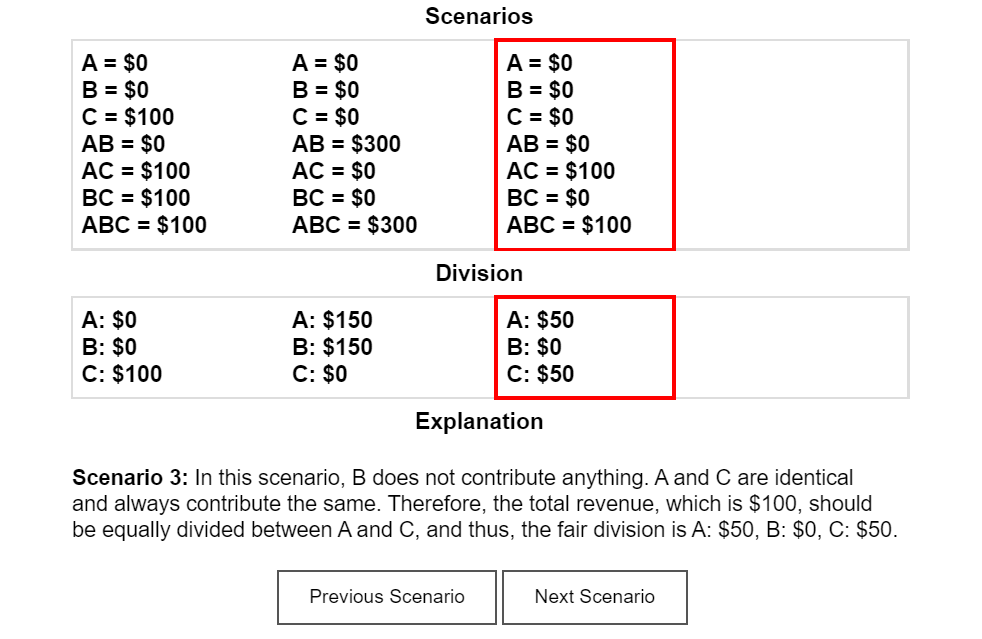 Scenarios
A = $0 A = $0 A = $0
B = $0 B = $0 B = $0
C = $100 C = $0 C = $0
AB = $0 AB = $300 AB = $0
AC = $100 AC = $0 AC = $100
BC = $100 BC = $0 BC = $0
ABC = $100 ABC = $300 ABC = $100
Division
A: $0 A: $150 A: $50
B: $0 B: $150 B: $0
C: $100 C: $0 C: $50
Explanation
Scenario 3: In this scenario, B does not contribute anything. A and C are identical
and always contribute the same. Therefore, the total revenue, which is $100, should
be equally divided between A and C, and thus, the fair division is A: $50, B: $0, C: $50.
Previous Scenario Next Scenario